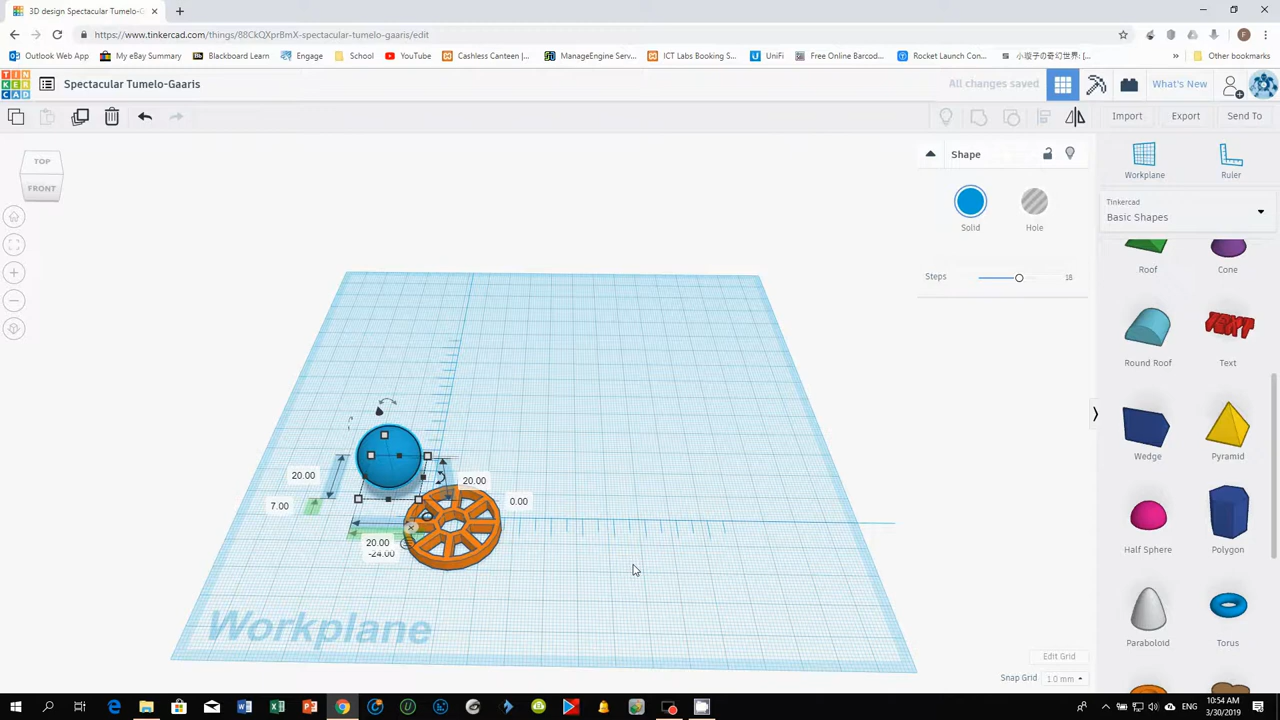 3D design Spectacular Tumelo-Gaaris
https://www.tinkercad.com/things/88CkQXprBmX-spectacular-tumelo-gaaris/edit
Outlook Web App
My eBay Summary
Blackboard Learn
Engage
School
YouTube
Cashless Canteen |...
ManageEngine Serv...
ICT Labs Booking S...
UniFi
Free Online Barcod...
Rocket Launch Con...
Other bookmarks
TIN
KER
CAD
Spectacular Tumelo-Gaaris
All changes saved
What's New
Import
Export
Send To
TOP
FRONT
Shape
Solid
Hole
Steps
18
Workplane
Ruler
Tinkercad
Basic Shapes
Roof
Cone
Round Roof
TEXT
Text
Wedge
Pyramid
Half Sphere
Polygon
Paraboloid
Torus
20.00
20.00
7.00
0.00
20.00
-24.00
Workplane
Edit Grid
Snap Grid
1.0 mm
10:54 AM
3/30/2019